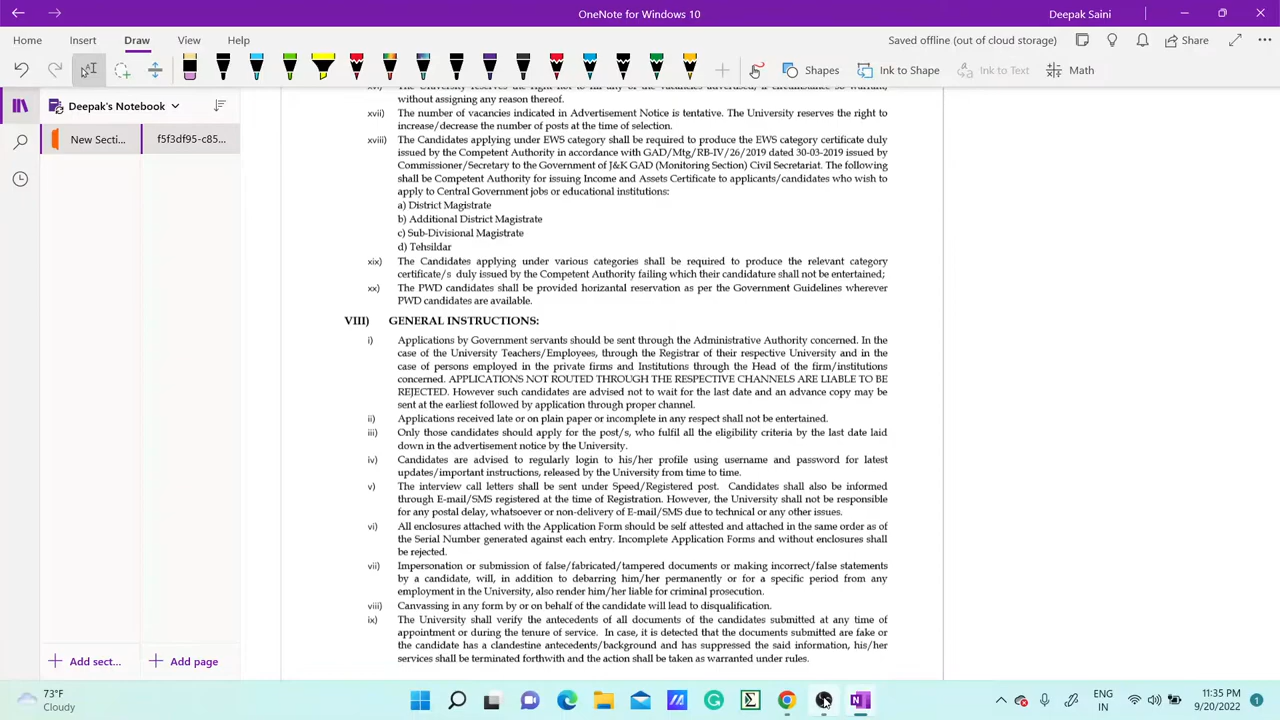 OneNote for Windows 10
Deepak Saini
Home Insert Draw View Help
Saved offline (out of cloud storage)
Share
Shapes
Ink to Shape
Ink to Text
Math
Deepak's Notebook
New Secti...
f5f3df95-c85...
xvi) The University reserves the right not to fill any of the vacancies advertised, if circumstance so warrant,
without assigning any reason thereof.
xvii) The number of vacancies indicated in Advertisement Notice is tentative. The University reserves the right to
increase/decrease the number of posts at the time of selection.
xviii) The Candidates applying under EWS category shall be required to produce the EWS category certificate duly
issued by the Competent Authority in accordance with GAD/Mtg/RB-IV/26/2019 dated 30-03-2019 issued by
Commissioner/Secretary to the Government of J&K GAD (Monitoring Section) Civil Secretariat. The following
shall be Competent Authority for issuing Income and Assets Certificate to applicants/candidates who wish to
apply to Central Government jobs or educational institutions:
a) District Magistrate
b) Additional District Magistrate
c) Sub-Divisional Magistrate
d) Tehsildar
xix) The Candidates applying under various categories shall be required to produce the relevant category
certificate/s duly issued by the Competent Authority failing which their candidature shall not be entertained;
xx) The PWD candidates shall be provided horizantal reservation as per the Government Guidelines wherever
PWD candidates are available.
VIII) GENERAL INSTRUCTIONS:
i) Applications by Government servants should be sent through the Administrative Authority concerned. In the
case of the University Teachers/Employees, through the Registrar of their respective University and in the
case of persons employed in the private firms and Institutions through the Head of the firm/institutions
concerned. APPLICATIONS NOT ROUTED THROUGH THE RESPECTIVE CHANNELS ARE LIABLE TO BE
REJECTED. However such candidates are advised not to wait for the last date and an advance copy may be
sent at the earliest followed by application through proper channel.
ii) Applications received late or on plain paper or incomplete in any respect shall not be entertained.
iii) Only those candidates should apply for the post/s, who fulfil all the eligibility criteria by the last date laid
down in the advertisement notice by the University.
iv) Candidates are advised to regularly login to his/her profile using username and password for latest
updates/important instructions, released by the University from time to time.
v) The interview call letters shall be sent under Speed/Registered post. Candidates shall also be informed
through E-mail/SMS registered at the time of Registration. However, the University shall not be responsible
for any postal delay, whatsoever or non-delivery of E-mail/SMS due to technical or any other issues.
vi) All enclosures attached with the Application Form should be self attested and attached in the same order as of
the Serial Number generated against each entry. Incomplete Application Forms and without enclosures shall
be rejected.
vii) Impersonation or submission of false/fabricated/tampered documents or making incorrect/false statements
by a candidate, will, in addition to debarring him/her permanently or for a specific period from any
employment in the University, also render him/her liable for criminal prosecution.
viii) Canvassing in any form by or on behalf of the candidate will lead to disqualification.
ix) The University shall verify the antecedents of all documents of the candidates submitted at any time of
appointment or during the tenure of service. In case, it is detected that the documents submitted are fake or
the candidate has a clandestine antecedents/background and has suppressed the said information, his/her
services shall be terminated forthwith and the action shall be taken as warranted under rules.
Add sect...
Add page
73°F
Cloudy
ENG
IN
11:35 PM
9/20/2022
1